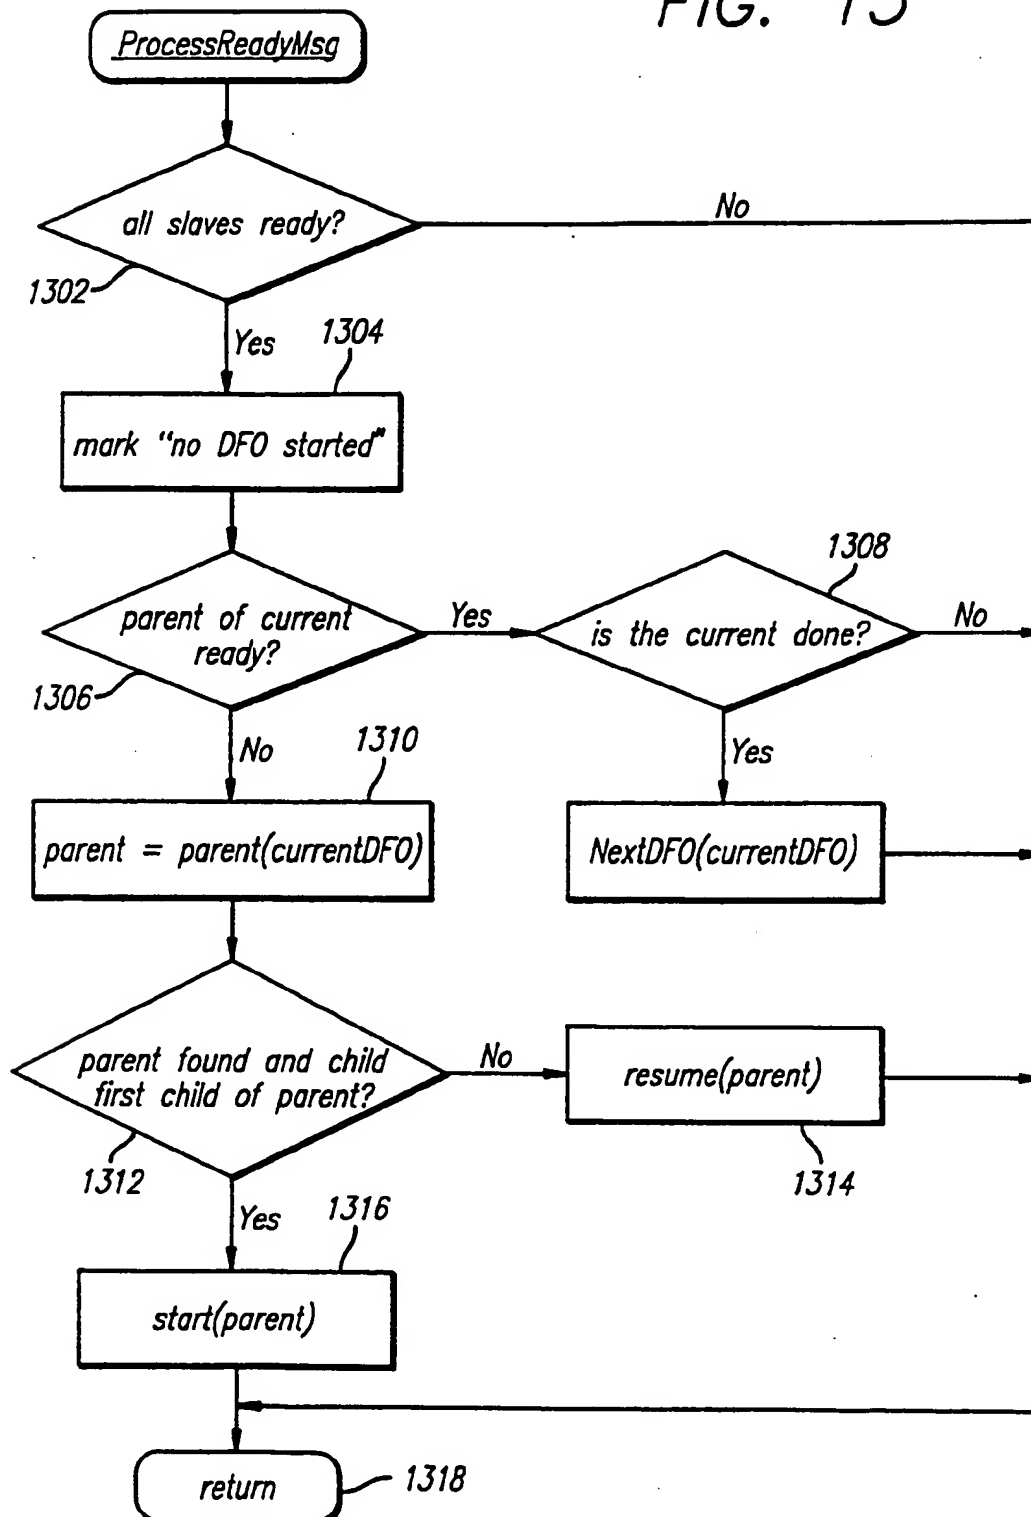 FIG. 13
ProcessReadyMsg
all slaves ready?
No
1302
Yes
1304
mark "no DFO started"
1308
parent of current
ready?
Yes
is the current done?
No
1306
No
1310
Yes
parent = parent(currentDFO)
NextDFO(currentDFO)
parent found and child
first child of parent?
No
resume(parent)
1312
1314
Yes
1316
start(parent)
return
1318